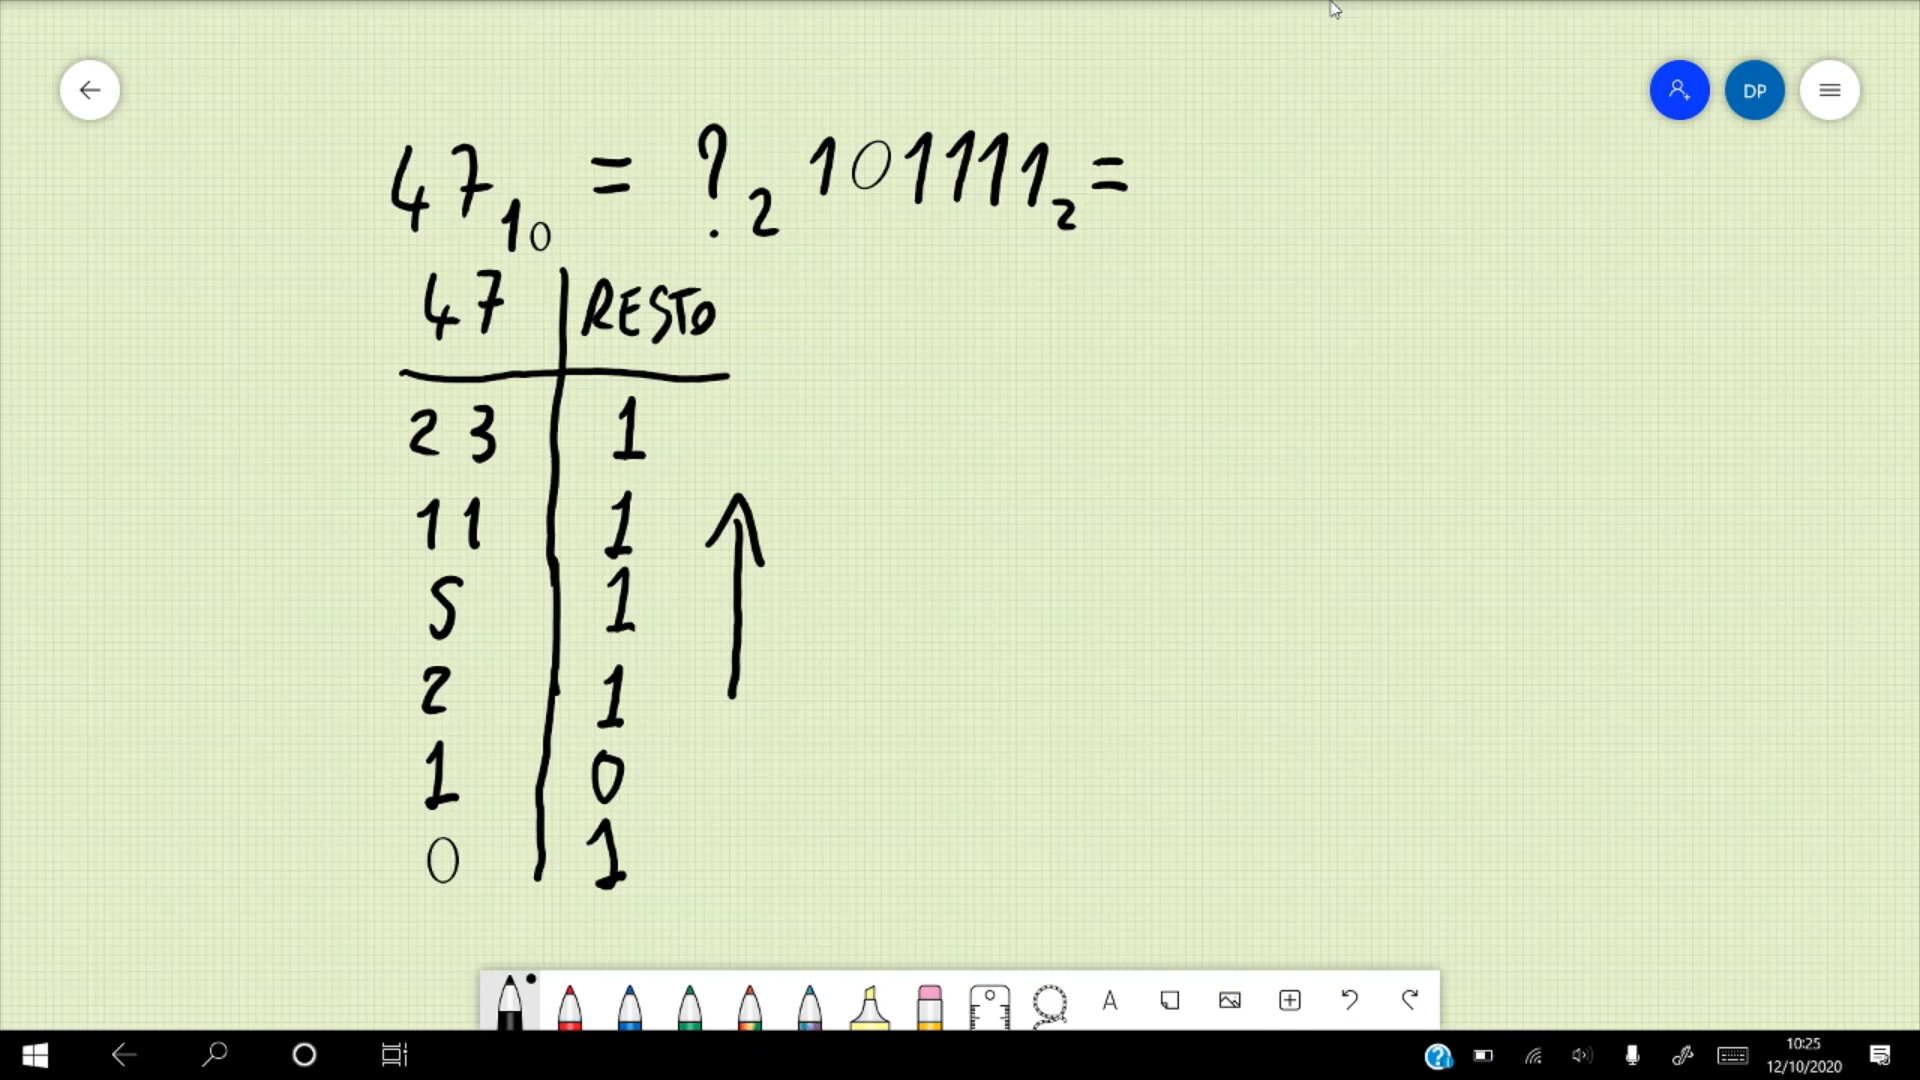 DP
47₁₀ = ?₂ 101111₂ =
47 RESTO
23 1
11 1
5 1
2 1
1 0
0 1
A
10:25
12/10/2020